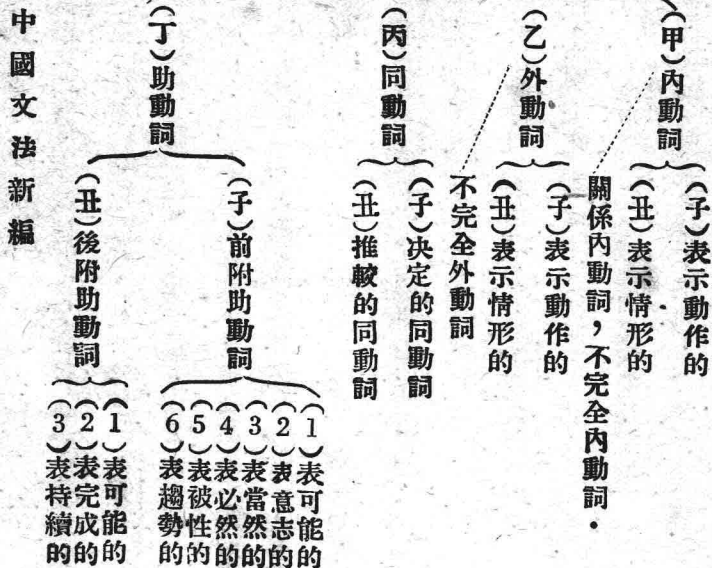 （甲）內動詞
（子）表示動作的
（丑）表示情形的
關係內動詞，不完全內動詞．
（乙）外動詞
（子）表示動作的
（丑）表示情形的
不完全外動詞
（丙）同動詞
（子）決定的同動詞
（丑）推較的同動詞
（丁）助動詞
（子）前附助動詞
（1）表可能的
（2）表意志的
（3）表當然的
（4）表必然的
（5）表被性的
（6）表趨勢的
（丑）後附助動詞
（1）表可能的
（2）表完成的
（3）表持續的
中國文法新編